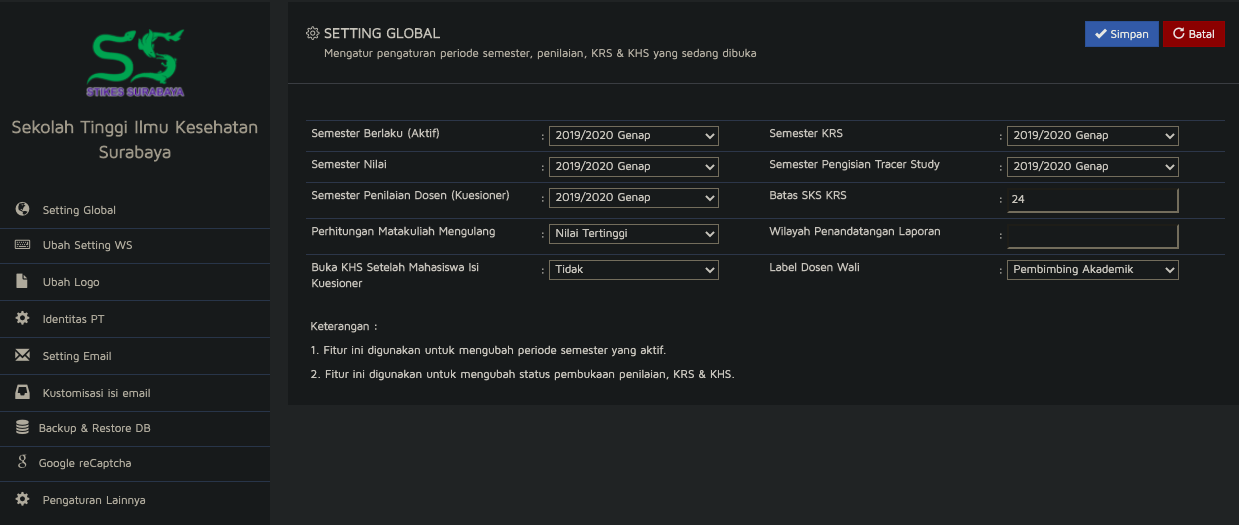 SS
STIKES SURABAYA
Sekolah Tinggi Ilmu Kesehatan
Surabaya
Setting Global
Ubah Setting WS
Ubah Logo
Identitas PT
Setting Email
Kustomisasi isi email
Backup & Restore DB
Google reCaptcha
Pengaturan Lainnya
SETTING GLOBAL
Mengatur pengaturan periode semester, penilaian, KRS & KHS yang sedang dibuka
Simpan Batal
Semester Berlaku (Aktif) : 2019/2020 Genap Semester KRS : 2019/2020 Genap
Semester Nilai : 2019/2020 Genap Semester Pengisian Tracer Study : 2019/2020 Genap
Semester Penilaian Dosen (Kuesioner) : 2019/2020 Genap Batas SKS KRS : 24
Perhitungan Matakuliah Mengulang : Nilai Tertinggi Wilayah Penandatangan Laporan :
Buka KHS Setelah Mahasiswa Isi : Tidak Label Dosen Wali : Pembimbing Akademik
Kuesioner
Keterangan :
1. Fitur ini digunakan untuk mengubah periode semester yang aktif.
2. Fitur ini digunakan untuk mengubah status pembukaan penilaian, KRS & KHS.